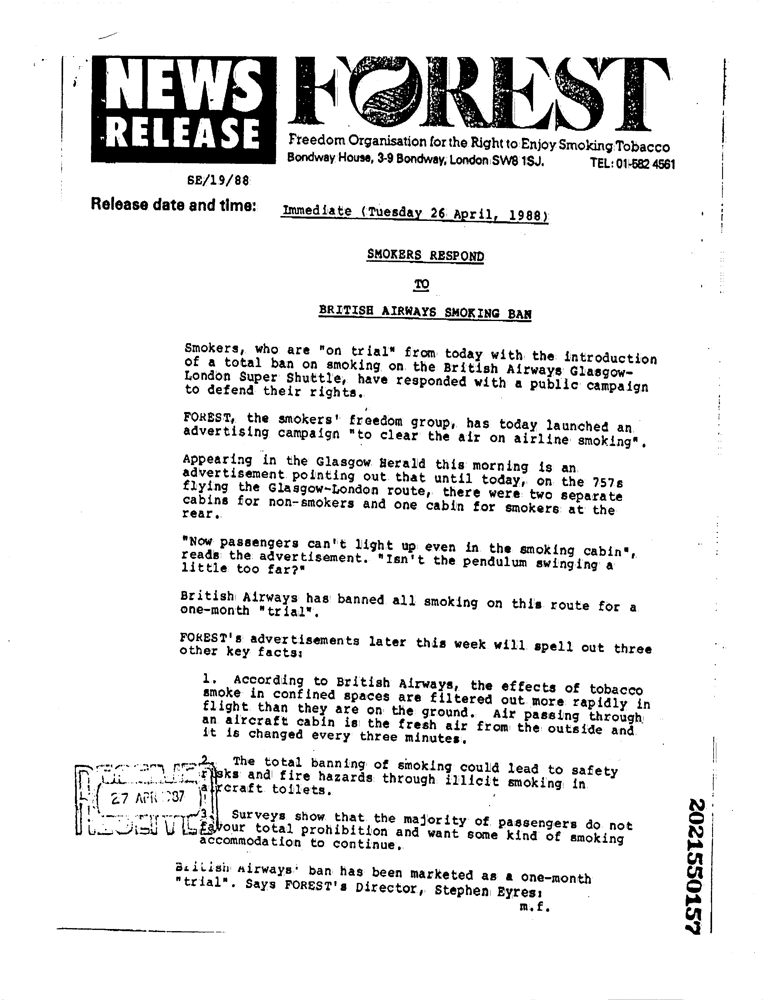 NEWS
RELEASE
FOREST
Freedom Organisation for the Right to Enjoy Smoking Tobacco
Bondway House, 3-9 Bondway, London SW8 1SJ. TEL: 01-582 4561
SE/19/88
Release date and time: Immediate (Tuesday 26 April, 1988)
SMOKERS RESPOND
TO
BRITISH AIRWAYS SMOKING BAN
Smokers, who are "on trial" from today with the introduction
of a total ban on smoking on the British Airways Glasgow-
London Super Shuttle, have responded with a public campaign
to defend their rights.
FOREST, the smokers' freedom group, has today launched an
advertising campaign "to clear the air on airline smoking".
Appearing in the Glasgow Herald this morning is an
advertisement pointing out that until today, on the 757s
flying the Glasgow-London route, there were two separate
cabins for non-smokers and one cabin for smokers at the
rear.
"Now passengers can't light up even in the smoking cabin",
reads the advertisement. "Isn't the pendulum swinging a
little too far?"
British Airways has banned all smoking on this route for a
one-month "trial".
FOREST's advertisements later this week will spell out three
other key facts:
1. According to British Airways, the effects of tobacco
smoke in confined spaces are filtered out more rapidly in
flight than they are on the ground. Air passing through
an aircraft cabin is the fresh air from the outside and
it is changed every three minutes.
2. The total banning of smoking could lead to safety
risks and fire hazards through illicit smoking in
aircraft toilets.
RECEIVED
27 APR
3. Surveys show that the majority of passengers do not
favour total prohibition and want some kind of smoking
accommodation to continue.
British Airways' ban has been marketed as a one-month
"trial". Says FOREST's Director, Stephen Eyres:
m.f.
2021550157